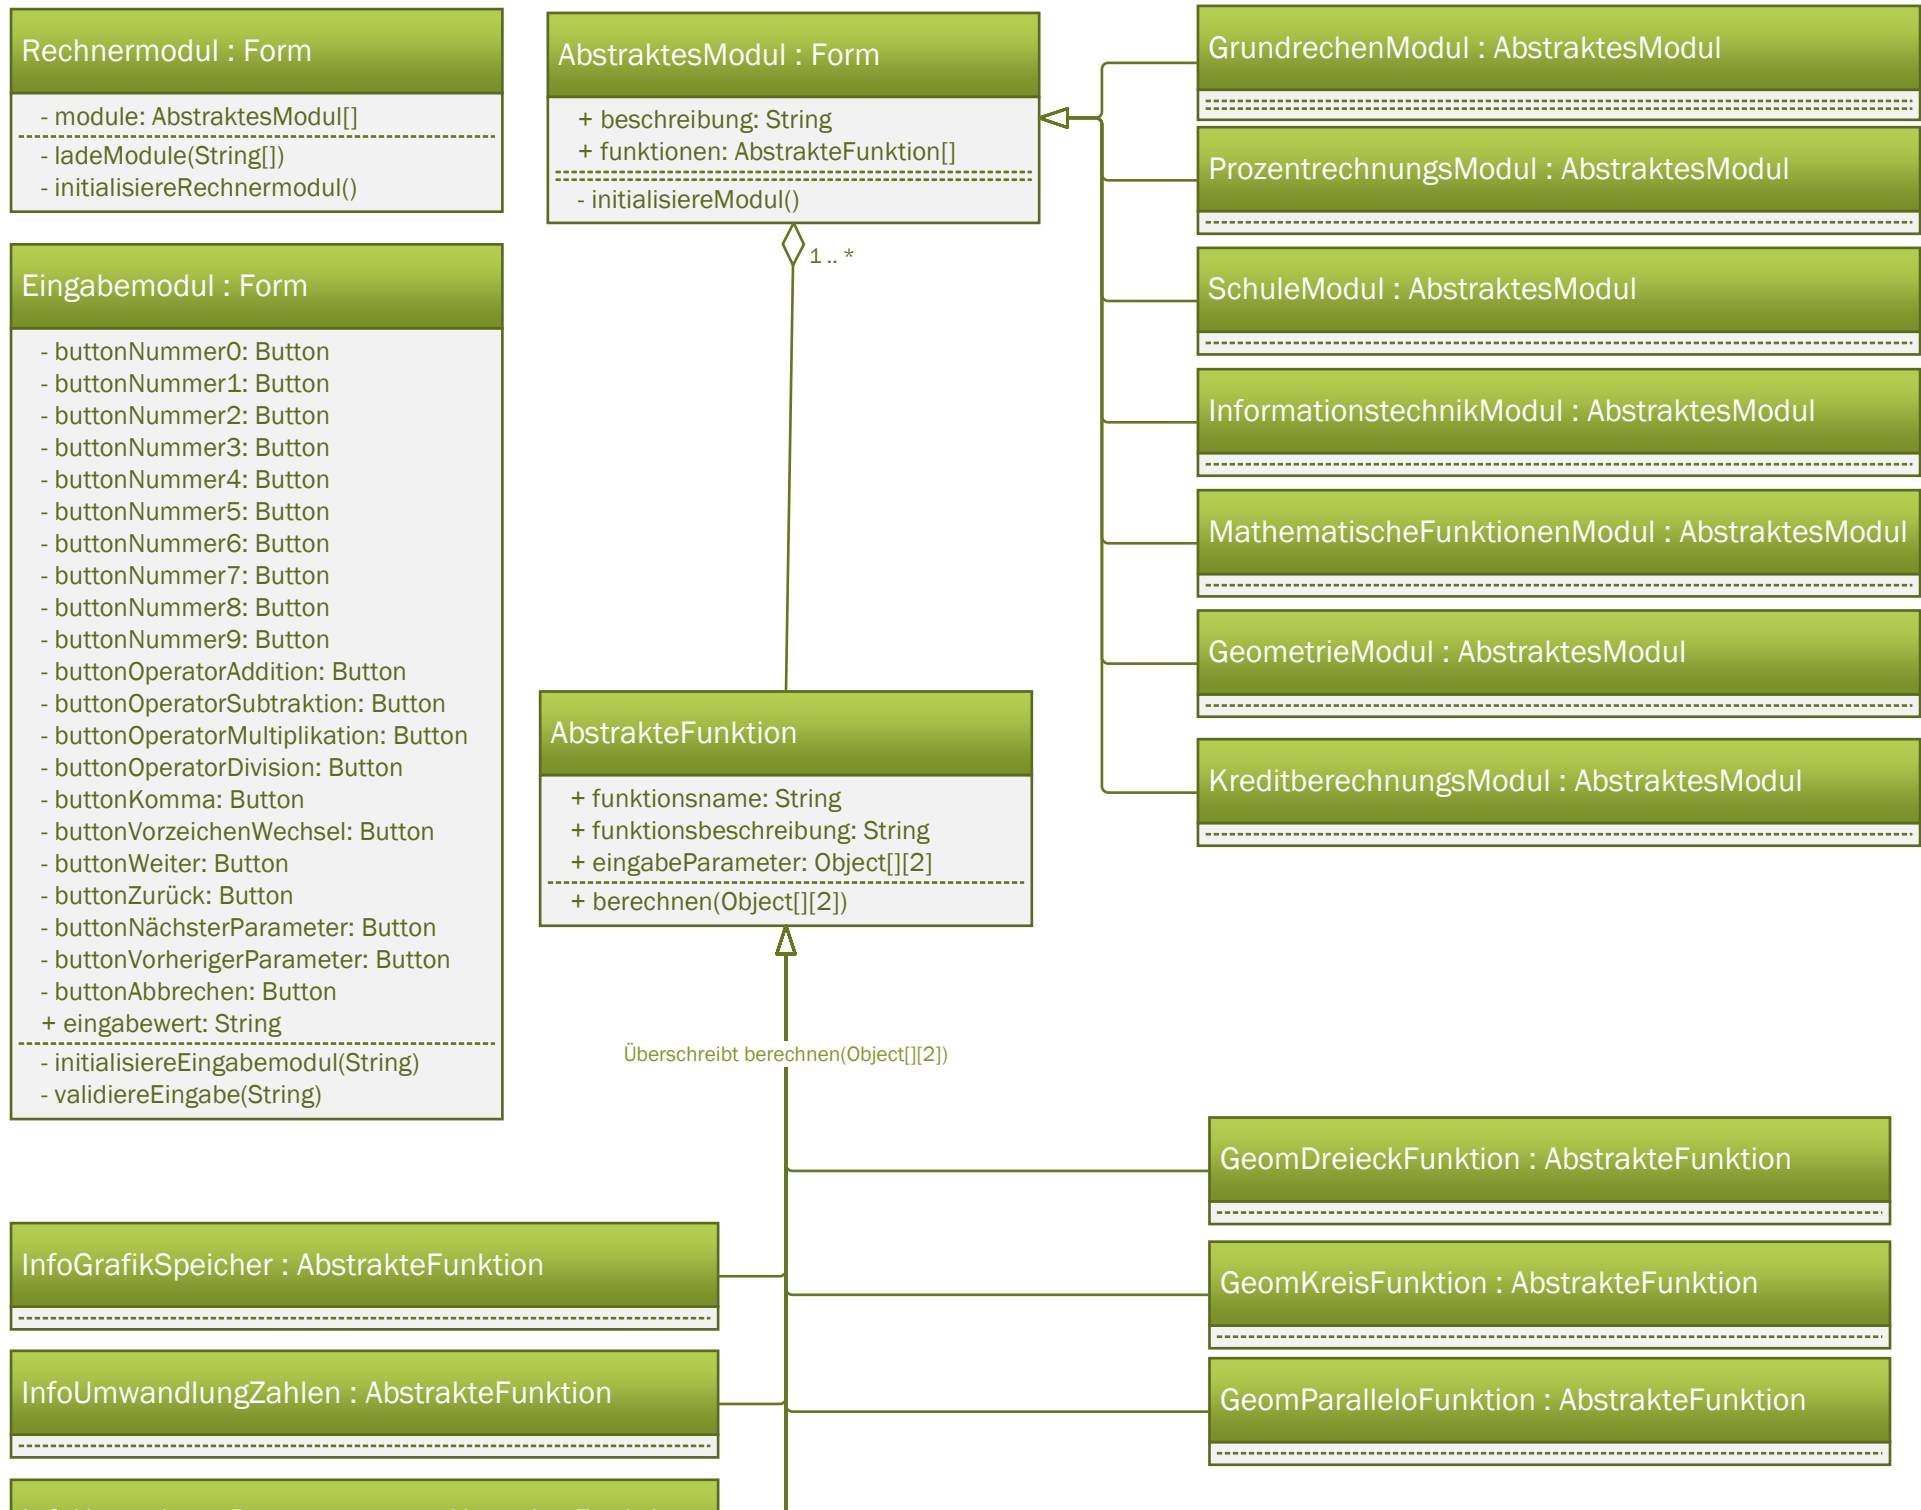 Rechnermodul : Form
- module: AbstraktesModul[]
- ladeModule(String[])
- initialisiereRechnermodul()
Eingabemodul : Form
- buttonNummer0: Button
- buttonNummer1: Button
- buttonNummer2: Button
- buttonNummer3: Button
- buttonNummer4: Button
- buttonNummer5: Button
- buttonNummer6: Button
- buttonNummer7: Button
- buttonNummer8: Button
- buttonNummer9: Button
- buttonOperatorAddition: Button
- buttonOperatorSubtraktion: Button
- buttonOperatorMultiplikation: Button
- buttonOperatorDivision: Button
- buttonKomma: Button
- buttonVorzeichenWechsel: Button
- buttonWeiter: Button
- buttonZurück: Button
- buttonNächsterParameter: Button
- buttonVorherigerParameter: Button
- buttonAbbrechen: Button
+ eingabewert: String
- initialisiereEingabemodul(String)
- validiereEingabe(String)
AbstraktesModul : Form
+ beschreibung: String
+ funktionen: AbstrakteFunktion[]
- initialisiereModul()
1 .. *
AbstrakteFunktion
+ funktionsname: String
+ funktionsbeschreibung: String
+ eingabeParameter: Object[][2]
+ berechnen(Object[][2])
Überschreibt berechnen(Object[][2])
GrundrechenModul : AbstraktesModul
ProzentrechnungsModul : AbstraktesModul
SchuleModul : AbstraktesModul
InformationstechnikModul : AbstraktesModul
MathematischeFunktionenModul : AbstraktesModul
GeometrieModul : AbstraktesModul
KreditberechnungsModul : AbstraktesModul
InfoGrafikSpeicher : AbstrakteFunktion
InfoUmwandlungZahlen : AbstrakteFunktion
GeomDreieckFunktion : AbstrakteFunktion
GeomKreisFunktion : AbstrakteFunktion
GeomParalleloFunktion : AbstrakteFunktion